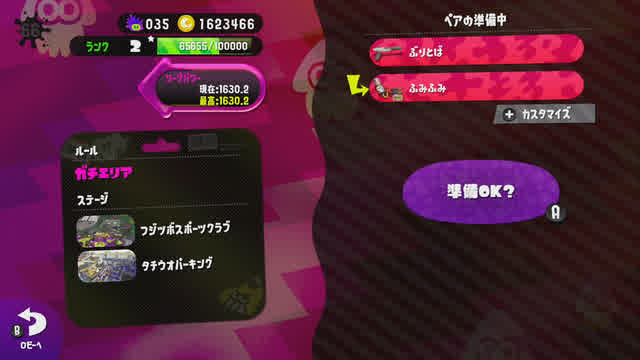 035 1623466
ランク 2 65655/100000
リーグパワー
現在:1630.2
最高:1630.2
ルール
ガチエリア
ステージ
フジツボスポーツクラブ
タチウオパーキング
B
ロビーへ
ペアの準備中
ぷりとば
ふみふみ
+ カスタマイズ
準備OK?
A